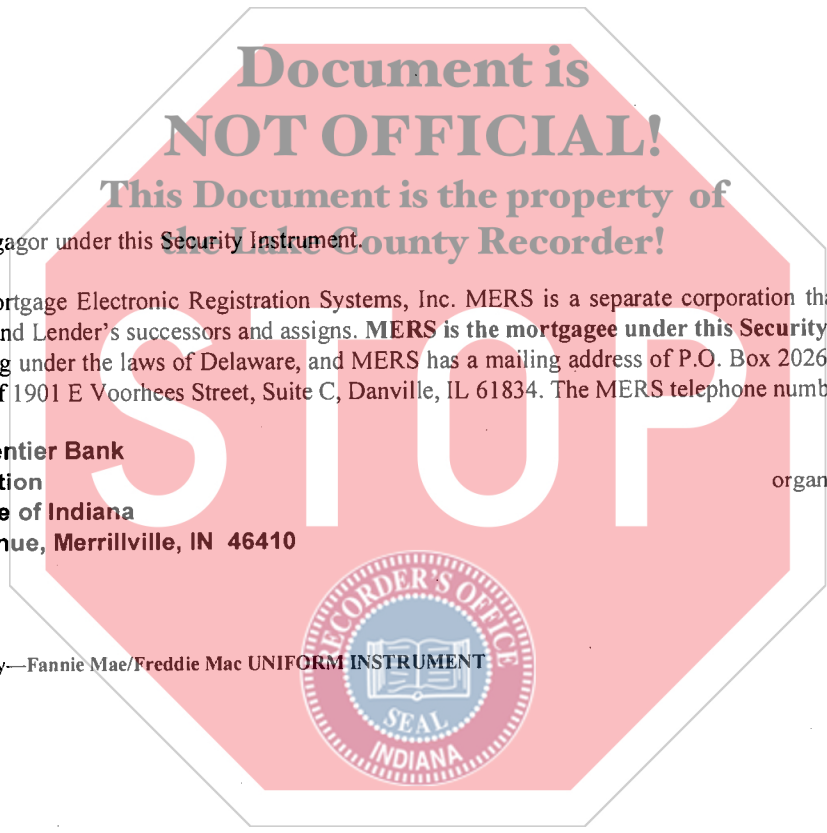 Document is
NOT OFFICIAL!
This Document is the property of
the Lake County Recorder!
gagor under this Security Instrument.
ortgage Electronic Registration Systems, Inc. MERS is a separate corporation tha
nd Lender's successors and assigns. MERS is the mortgagee under this Security
g under the laws of Delaware, and MERS has a mailing address of P.O. Box 2026
f 1901 E Voorhees Street, Suite C, Danville, IL 61834. The MERS telephone numb
STOP
entier Bank
tion organ
e of Indiana
nue, Merrillville, IN 46410
RECORDER'S OFFICE
SEAL
INDIANA
y—Fannie Mae/Freddie Mac UNIFORM INSTRUMENT